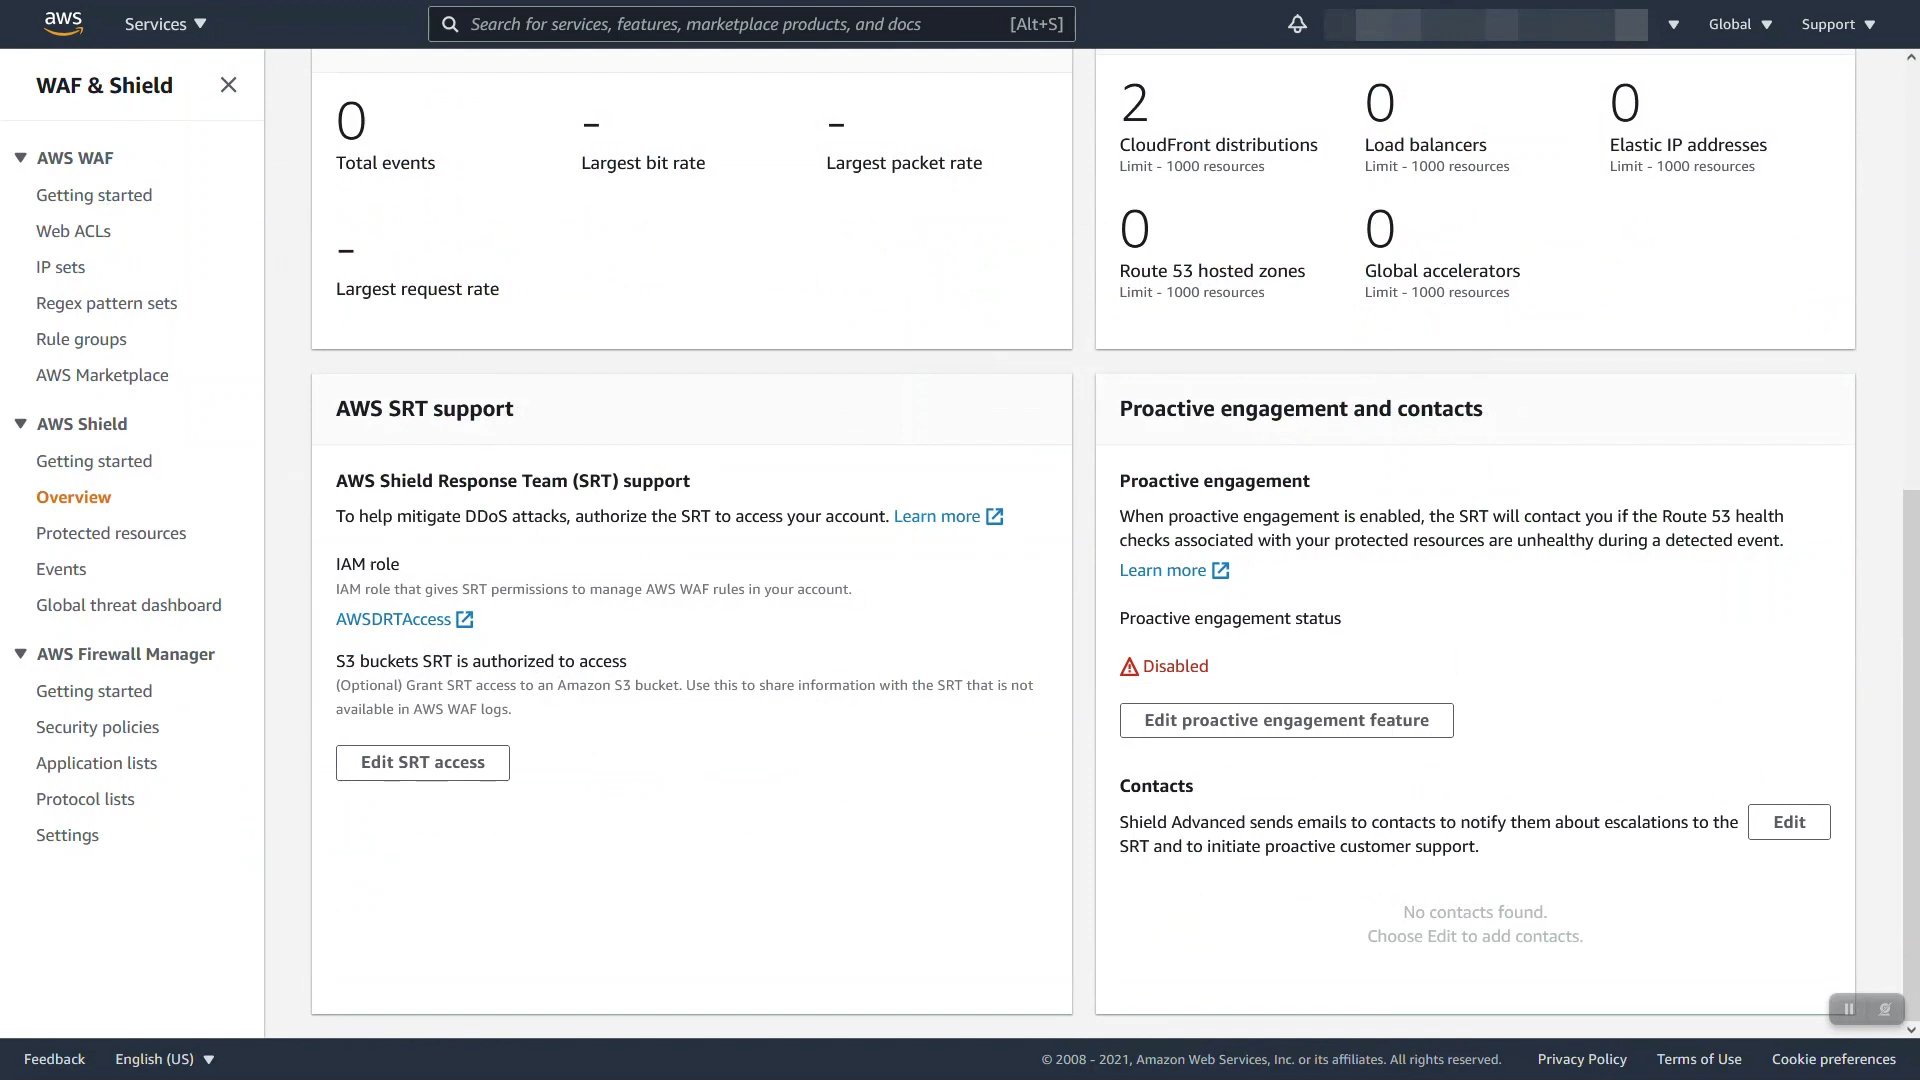 aws
Services
Search for services, features, marketplace products, and docs
[Alt+S]
Global
Support
WAF & Shield
AWS WAF
Getting started
Web ACLs
IP sets
Regex pattern sets
Rule groups
AWS Marketplace
AWS Shield
Getting started
Overview
Protected resources
Events
Global threat dashboard
AWS Firewall Manager
Getting started
Security policies
Application lists
Protocol lists
Settings
0
Total events
–
Largest bit rate
–
Largest packet rate
–
Largest request rate
2
CloudFront distributions
Limit - 1000 resources
0
Load balancers
Limit - 1000 resources
0
Elastic IP addresses
Limit - 1000 resources
0
Route 53 hosted zones
Limit - 1000 resources
0
Global accelerators
Limit - 1000 resources
AWS SRT support
AWS Shield Response Team (SRT) support
To help mitigate DDoS attacks, authorize the SRT to access your account. Learn more
IAM role
IAM role that gives SRT permissions to manage AWS WAF rules in your account.
AWSDRTAccess
S3 buckets SRT is authorized to access
(Optional) Grant SRT access to an Amazon S3 bucket. Use this to share information with the SRT that is not
available in AWS WAF logs.
Edit SRT access
Proactive engagement and contacts
Proactive engagement
When proactive engagement is enabled, the SRT will contact you if the Route 53 health
checks associated with your protected resources are unhealthy during a detected event.
Learn more
Proactive engagement status
Disabled
Edit proactive engagement feature
Contacts
Shield Advanced sends emails to contacts to notify them about escalations to the
SRT and to initiate proactive customer support.
Edit
No contacts found.
Choose Edit to add contacts.
Feedback
English (US)
© 2008 - 2021, Amazon Web Services, Inc. or its affiliates. All rights reserved.
Privacy Policy
Terms of Use
Cookie preferences